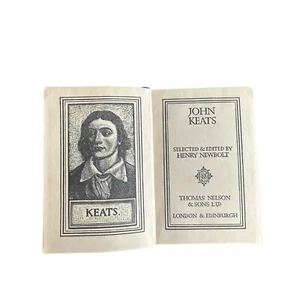 KEATS.
JOHN
KEATS
SELECTED & EDITED BY
HENRY NEWBOLT
THOMAS NELSON
& SONS LTD
LONDON & EDINBURGH